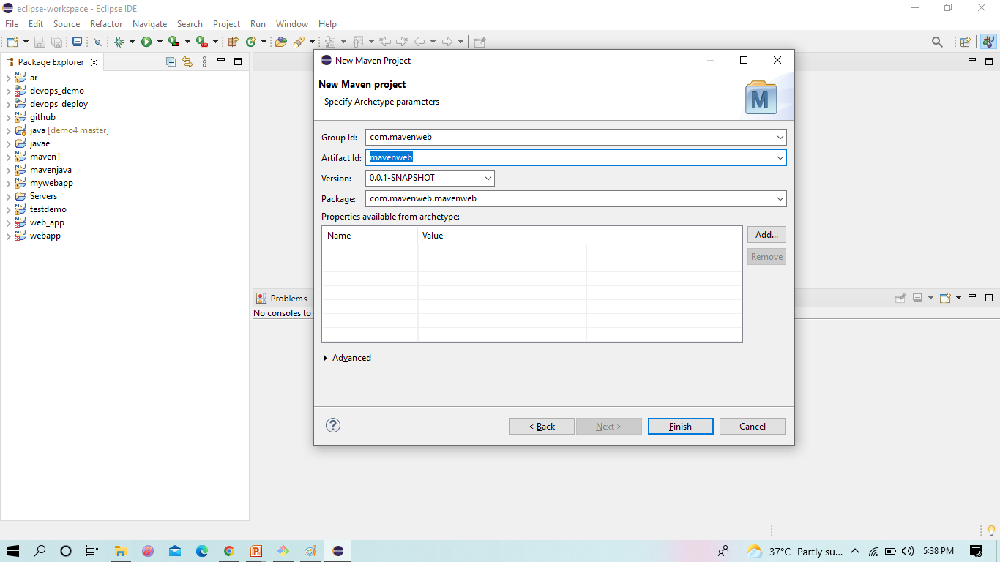 eclipse-workspace - Eclipse IDE
File Edit Source Refactor Navigate Search Project Run Window Help
Package Explorer
ar
devops_demo
devops_deploy
github
java [demo4 master]
javae
maven1
mavenjava
mywebapp
Servers
testdemo
web_app
webapp
New Maven Project
New Maven project
Specify Archetype parameters
M
Group Id: com.mavenweb
Artifact Id: mavenweb
Version: 0.0.1-SNAPSHOT
Package: com.mavenweb.mavenweb
Properties available from archetype:
Name Value
Add...
Remove
Advanced
? < Back Next > Finish Cancel
Problems
No consoles to
37°C Partly su... 5:38 PM